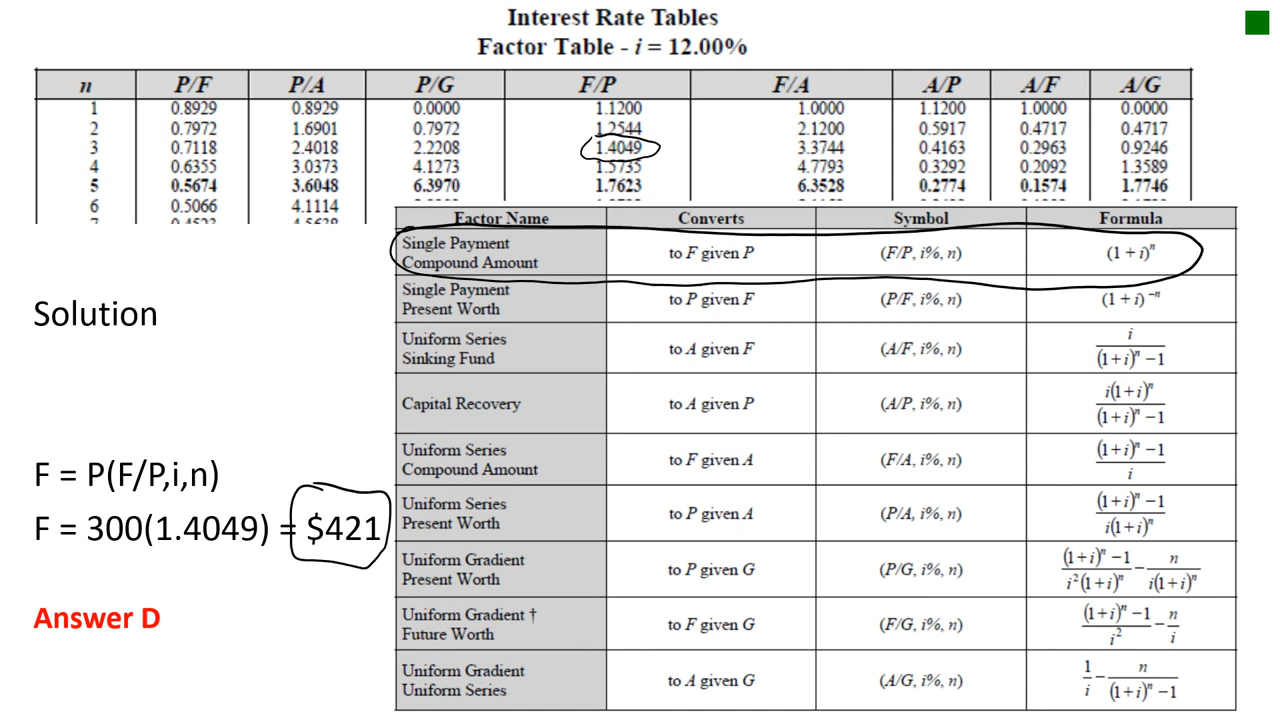 Interest Rate Tables
Factor Table - i = 12.00%
n P/F P/A P/G F/P F/A A/P A/F A/G
1 0.8929 0.8929 0.0000 1.1200 1.0000 1.1200 1.0000 0.0000
2 0.7972 1.6901 0.7972 1.2544 2.1200 0.5917 0.4717 0.4717
3 0.7118 2.4018 2.2208 1.4049 3.3744 0.4163 0.2963 0.9246
4 0.6355 3.0373 4.1273 1.5735 4.7793 0.3292 0.2092 1.3589
5 0.5674 3.6048 6.3970 1.7623 6.3528 0.2774 0.1574 1.7746
6 0.5066 4.1114
Factor Name Converts Symbol Formula
Single Payment
Compound Amount to F given P (F/P, i%, n) (1 + i)^n
Single Payment
Present Worth to P given F (P/F, i%, n) (1 + i)^–n
Uniform Series
Sinking Fund to A given F (A/F, i%, n) i / ((1+i)^n –1)
Capital Recovery to A given P (A/P, i%, n) i(1+i)^n / ((1+i)^n –1)
Uniform Series
Compound Amount to F given A (F/A, i%, n) ((1+i)^n –1) / i
Uniform Series
Present Worth to P given A (P/A, i%, n) ((1+i)^n –1) / (i(1+i)^n)
Uniform Gradient
Present Worth to P given G (P/G, i%, n) ((1+i)^n –1) / (i^2(1+i)^n) – n / (i(1+i)^n)
Uniform Gradient †
Future Worth to F given G (F/G, i%, n) ((1+i)^n –1) / i^2 – n / i
Uniform Gradient
Uniform Series to A given G (A/G, i%, n) 1 / i – n / ((1+i)^n –1)
Solution
F = P(F/P,i,n)
F = 300(1.4049) = $421
Answer D